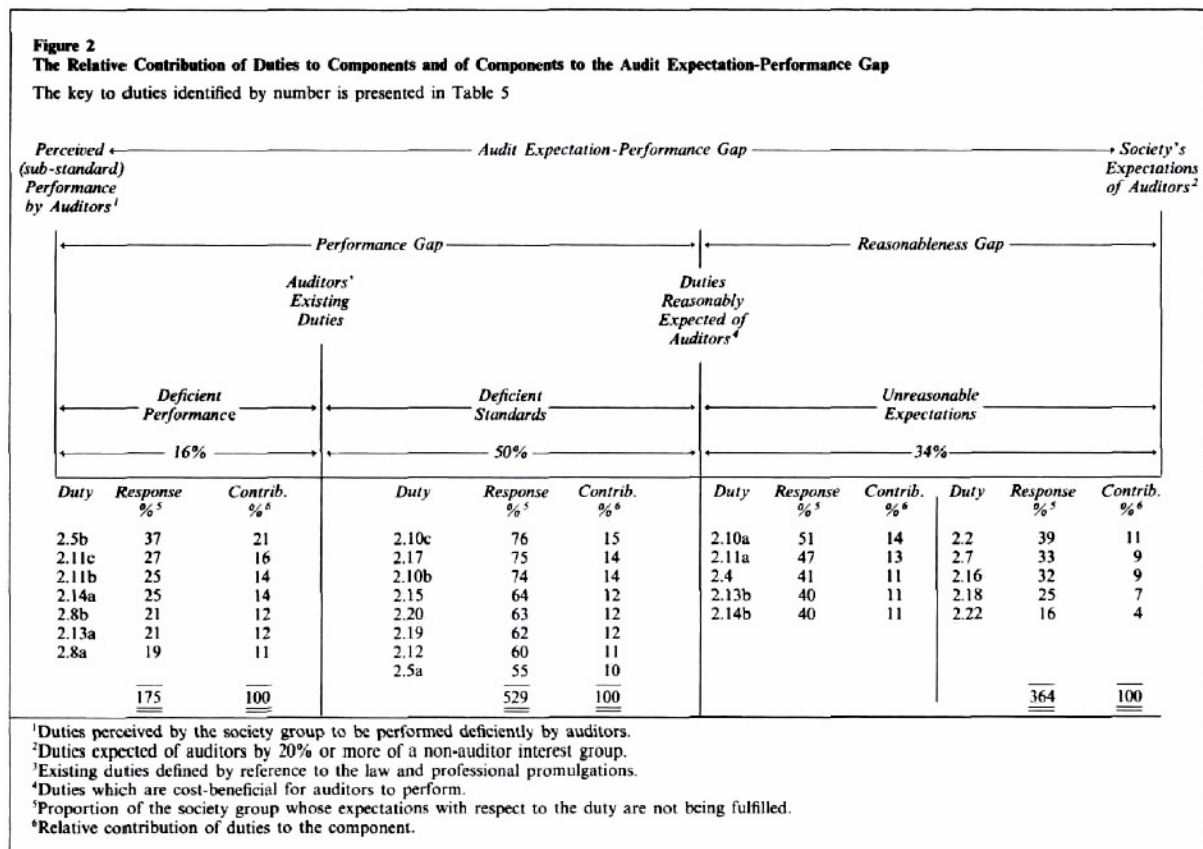 Figure 2
The Relative Contribution of Duties to Components and of Components to the Audit Expectation-Performance Gap
The key to duties identified by number is presented in Table 5
Perceived Audit Expectation-Performance Gap Society's
(sub-standard) Expectations
Performance of Auditors²
by Auditors¹
Performance Gap Reasonableness Gap
Auditors' Duties
Existing Reasonably
Duties Expected of
Auditors⁴
Deficient Deficient Unreasonable
Performance Standards Expectations
16% 50% 34%
Duty Response Contrib. Duty Response Contrib. Duty Response Contrib. Duty Response Contrib.
%⁵ %⁶ %⁵ %⁶ %⁵ %⁶ %⁵ %⁶
2.5b 37 21 2.10c 76 15 2.10a 51 14 2.2 39 11
2.11c 27 16 2.17 75 14 2.11a 47 13 2.7 33 9
2.11b 25 14 2.10b 74 14 2.4 41 11 2.16 32 9
2.14a 25 14 2.15 64 12 2.13b 40 11 2.18 25 7
2.8b 21 12 2.20 63 12 2.14b 40 11 2.22 16 4
2.13a 21 12 2.19 62 12
2.8a 19 11 2.12 60 11
2.5a 55 10
175 100 529 100 364 100
¹Duties perceived by the society group to be performed deficiently by auditors.
²Duties expected of auditors by 20% or more of a non-auditor interest group.
³Existing duties defined by reference to the law and professional promulgations.
⁴Duties which are cost-beneficial for auditors to perform.
⁵Proportion of the society group whose expectations with respect to the duty are not being fulfilled.
⁶Relative contribution of duties to the component.